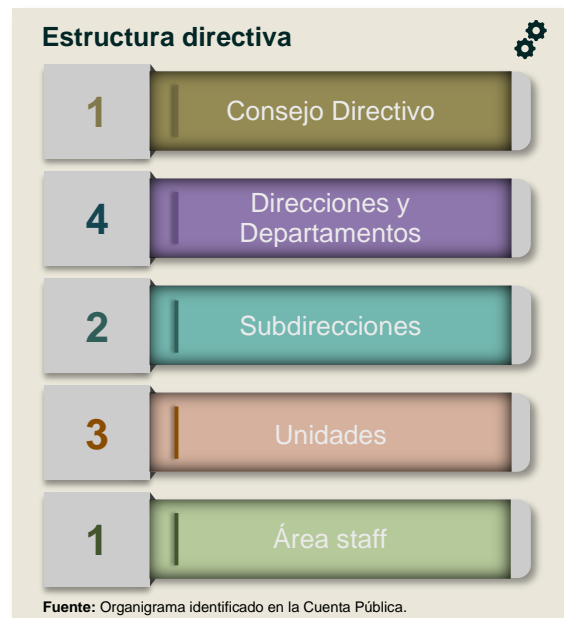 Estructura directiva
1
Consejo Directivo
4
Direcciones y
Departamentos
2
Subdirecciones
3
Unidades
1
Área staff
Fuente: Organigrama identificado en la Cuenta Pública.